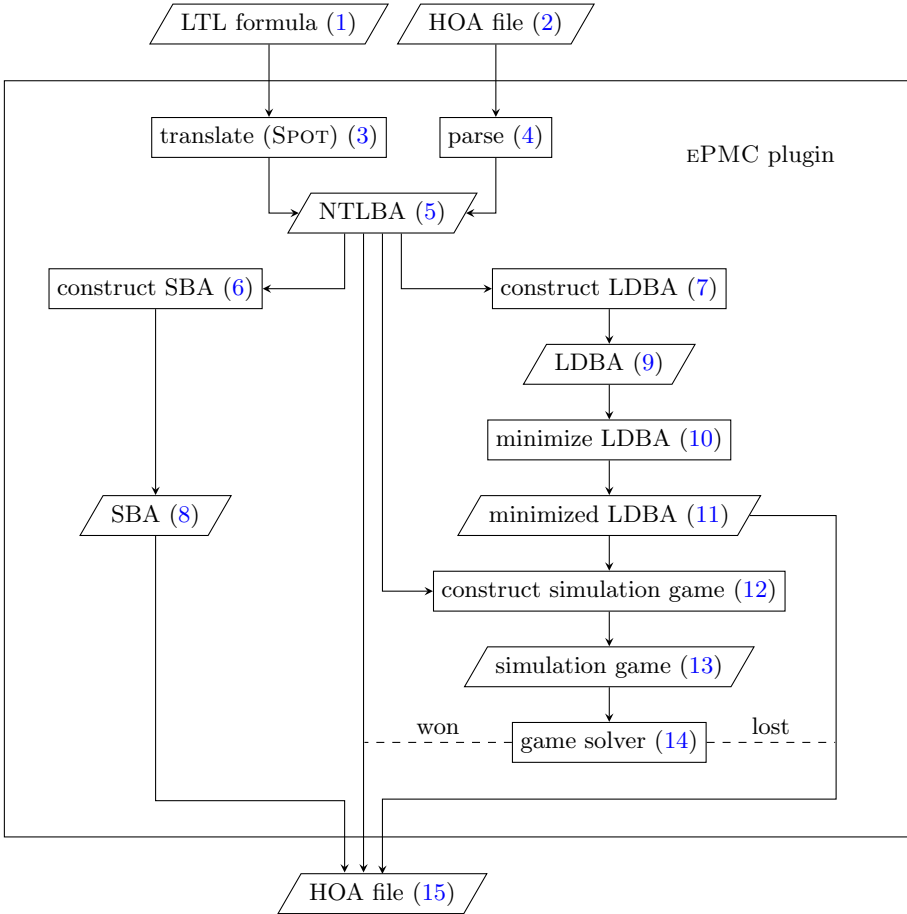 LTL formula (1)
HOA file (2)
translate (SPOT) (3)
parse (4)
EPMC plugin
NTLBA (5)
construct SBA (6)
construct LDBA (7)
LDBA (9)
minimize LDBA (10)
SBA (8)
minimized LDBA (11)
construct simulation game (12)
simulation game (13)
won
game solver (14)
lost
HOA file (15)